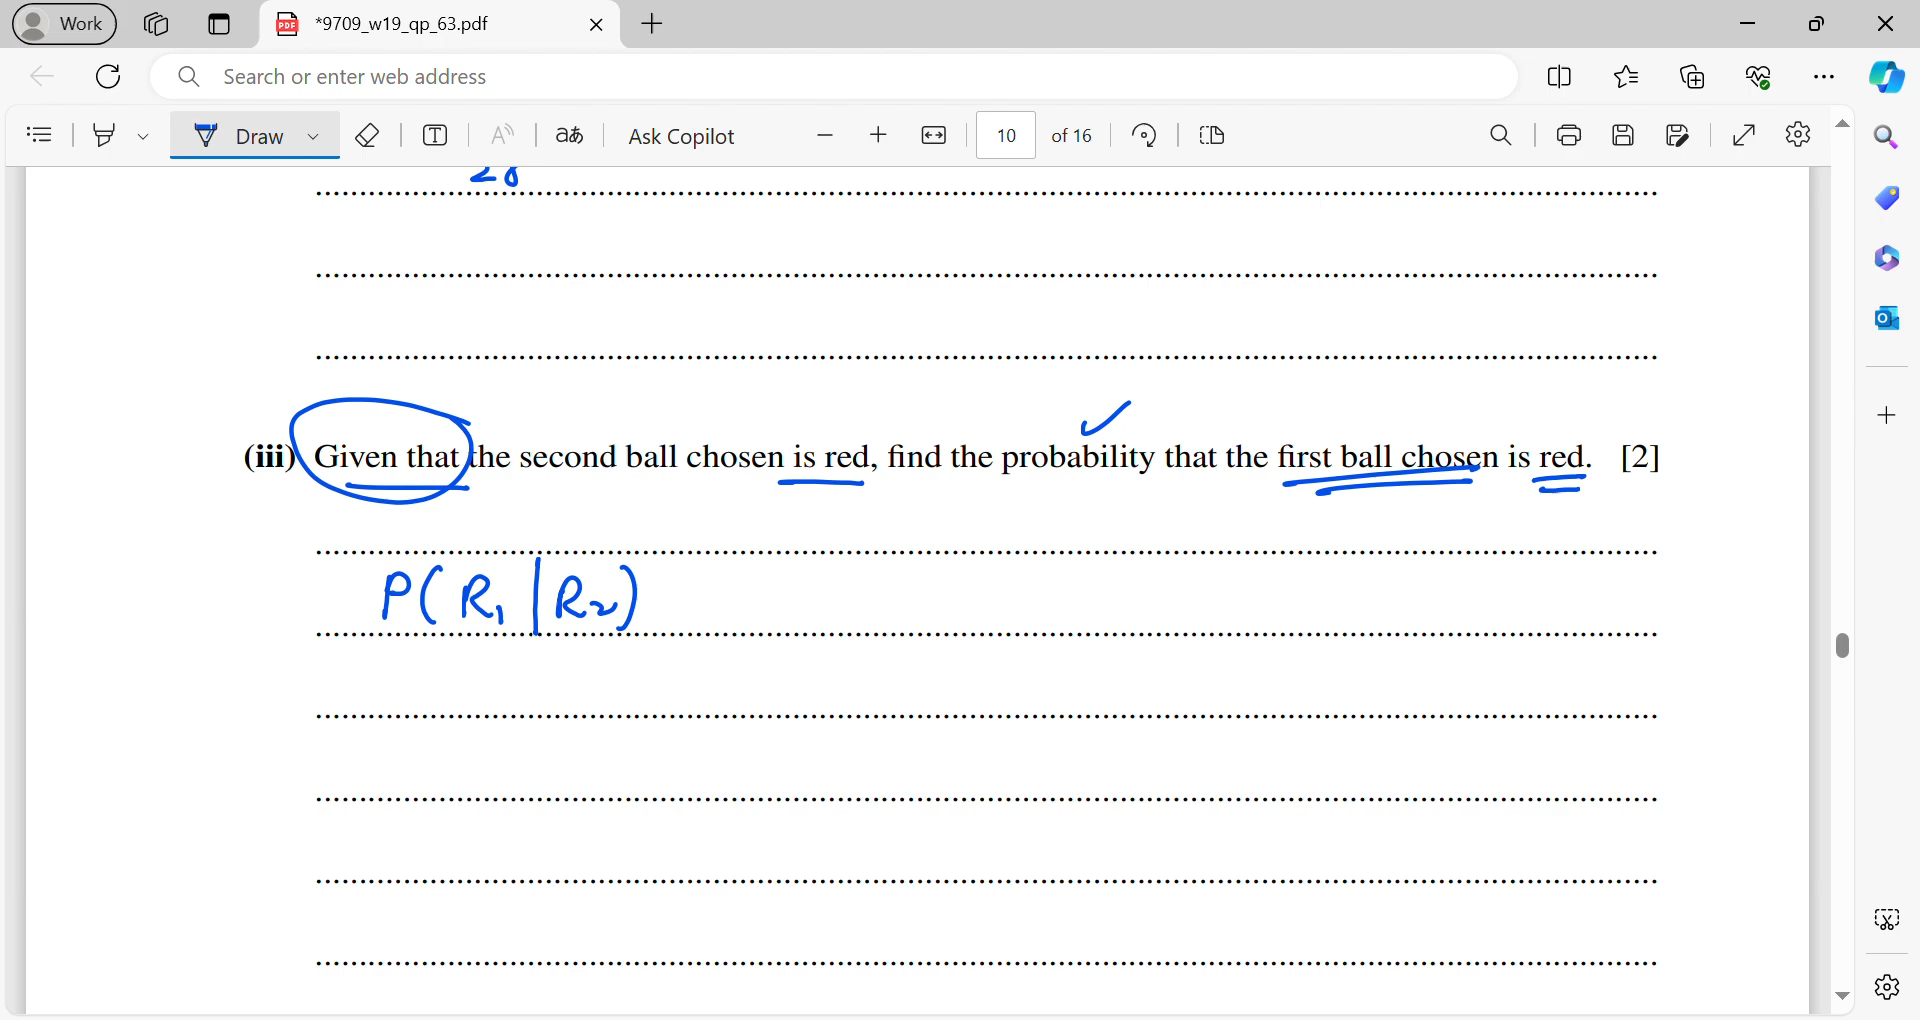 Work
*9709_w19_qp_63.pdf
Search or enter web address
Draw
Ask Copilot
10 of 16
28
(iii) Given that the second ball chosen is red, find the probability that the first ball chosen is red. [2]
P(R₁|R₂)